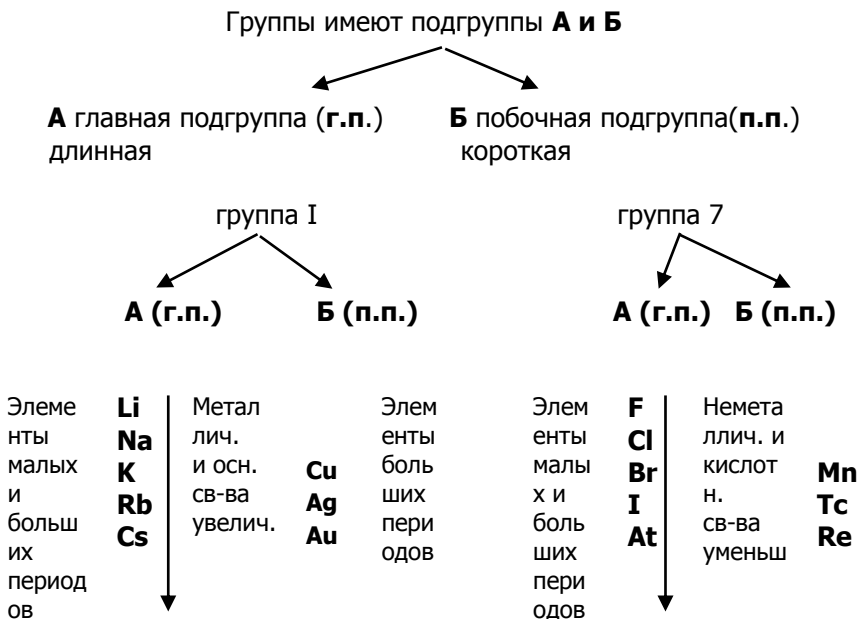 Группы имеют подгруппы А и Б
А главная подгруппа (г.п.)
длинная
Б побочная подгруппа(п.п.)
короткая
группа I
группа 7
А (г.п.)
Б (п.п.)
А (г.п.)
Б (п.п.)
Элеме
нты
малых
и
больш
их
период
ов
Li
Na
K
Rb
Cs
Метал
лич.
и осн.
св-ва
увелич.
Cu
Ag
Au
Элем
енты
боль
ших
пери
одов
Элем
енты
малы
х и
боль
ших
пери
одов
F
Cl
Br
I
At
Немета
ллич. и
кислот
н.
св-ва
уменьш
Mn
Tc
Re